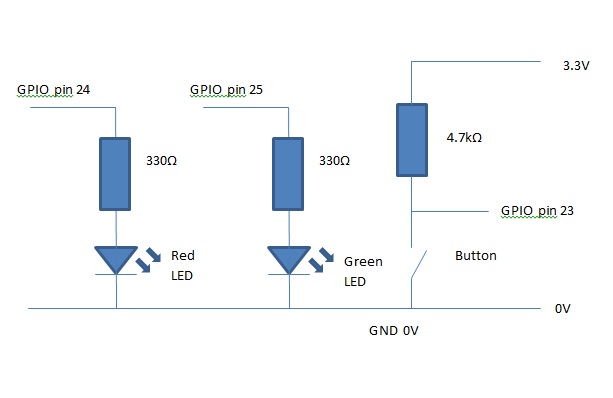 3.3V
GPIO pin 24
GPIO pin 25
4.7kΩ
330Ω
330Ω
GPIO pin 23
Red
LED
Green
LED
Button
0V
GND 0V